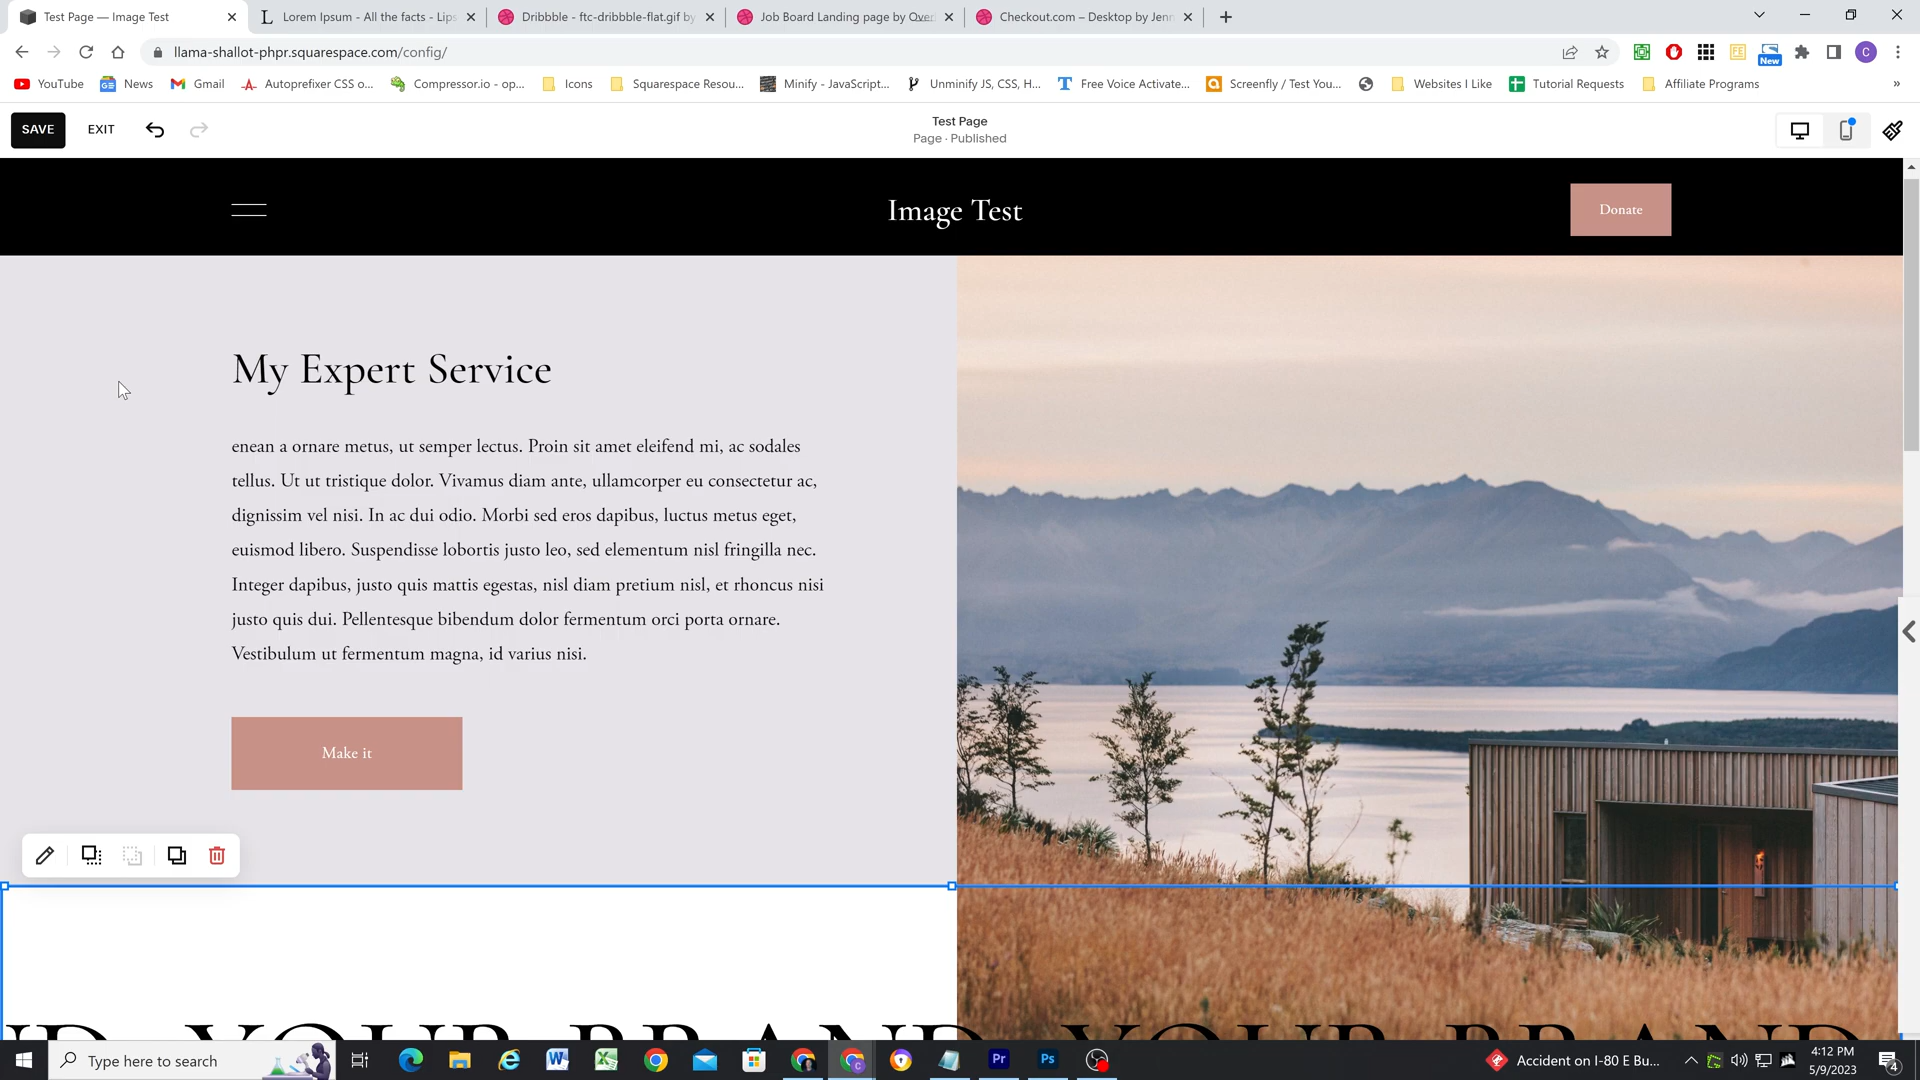 Test Page — Image Test
Lorem Ipsum - All the facts - Lips
Dribbble - ftc-dribbble-flat.gif by
Job Board Landing page by Over
Checkout.com – Desktop by Jenn
llama-shallot-phpr.squarespace.com/config/
New
YouTube
News
Gmail
Autoprefixer CSS o...
Compressor.io - op...
Icons
Squarespace Resou...
Minify - JavaScript...
Unminify JS, CSS, H...
Free Voice Activate...
Screenfly / Test You...
Websites I Like
Tutorial Requests
Affiliate Programs
»
SAVE
EXIT
Test Page
Page · Published
Image Test
Donate
My Expert Service
enean a ornare metus, ut semper lectus. Proin sit amet eleifend mi, ac sodales
tellus. Ut ut tristique dolor. Vivamus diam ante, ullamcorper eu consectetur ac,
dignissim vel nisi. In ac dui odio. Morbi sed eros dapibus, luctus metus eget,
euismod libero. Suspendisse lobortis justo leo, sed elementum nisl fringilla nec.
Integer dapibus, justo quis mattis egestas, nisl diam pretium nisl, et rhoncus nisi
justo quis dui. Pellentesque bibendum dolor fermentum orci porta ornare.
Vestibulum ut fermentum magna, id varius nisi.
Make it
ND YOUR BRAND YOUR BRAND
Type here to search
Accident on I-80 E Bu...
4:12 PM
5/9/2023
4